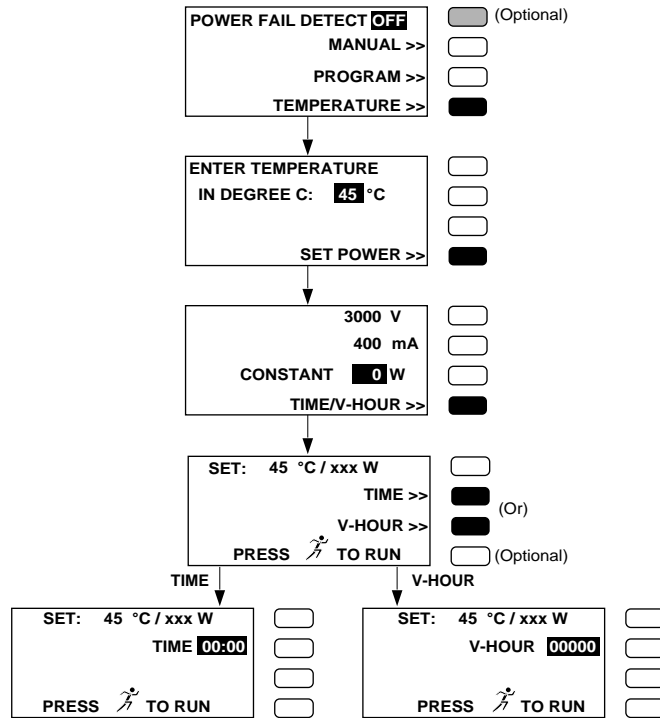 POWER FAIL DETECT OFF (Optional)
MANUAL >>
PROGRAM >>
TEMPERATURE >>
ENTER TEMPERATURE
IN DEGREE C: 45 °C
SET POWER >>
3000 V
400 mA
CONSTANT 0 W
TIME/V-HOUR >>
SET: 45 °C / xxx W
TIME >>
(Or)
V-HOUR >>
PRESS TO RUN (Optional)
TIME V-HOUR
SET: 45 °C / xxx W
TIME 00:00
PRESS TO RUN
SET: 45 °C / xxx W
V-HOUR 00000
PRESS TO RUN